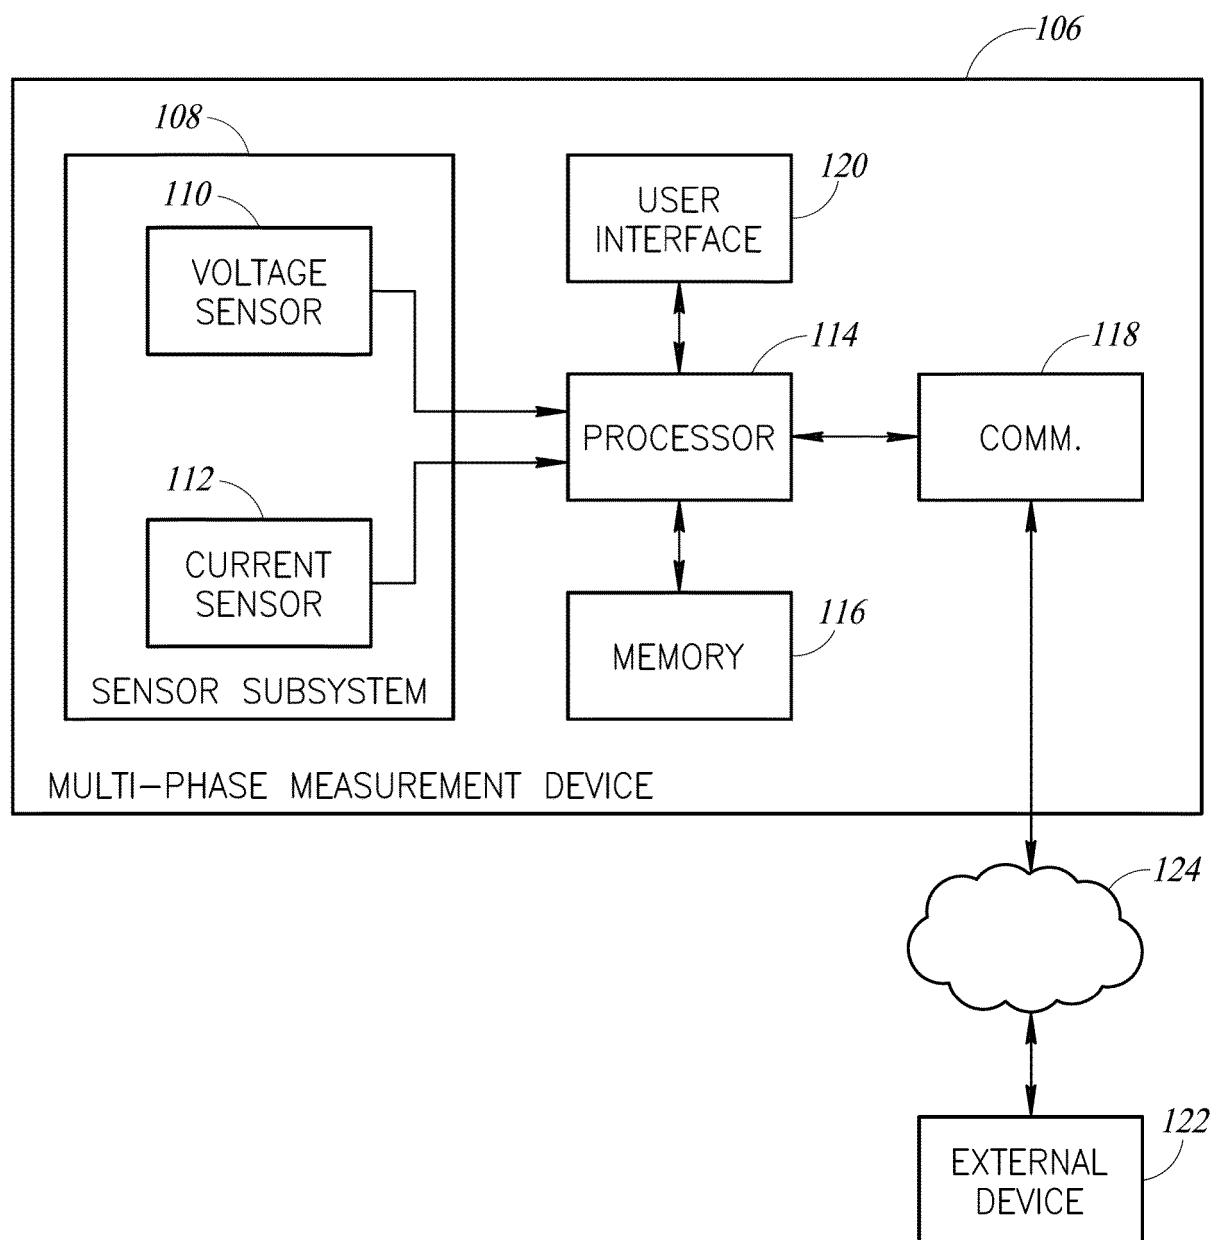 106
108
110
VOLTAGE
SENSOR
120
USER
INTERFACE
114
PROCESSOR
118
COMM.
112
CURRENT
SENSOR
116
MEMORY
SENSOR SUBSYSTEM
MULTI-PHASE MEASUREMENT DEVICE
124
122
EXTERNAL
DEVICE